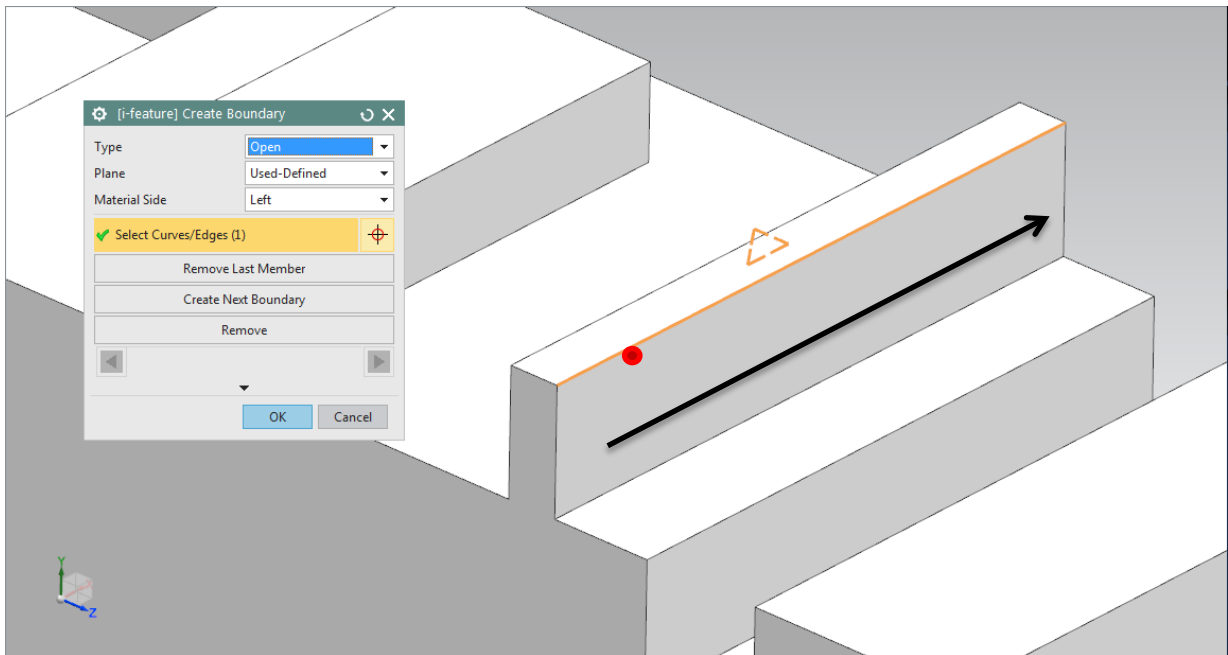 [i-feature] Create Boundary
Type Open
Plane Used-Defined
Material Side Left
Select Curves/Edges (1)
Remove Last Member
Create Next Boundary
Remove
OK Cancel
Y
Z